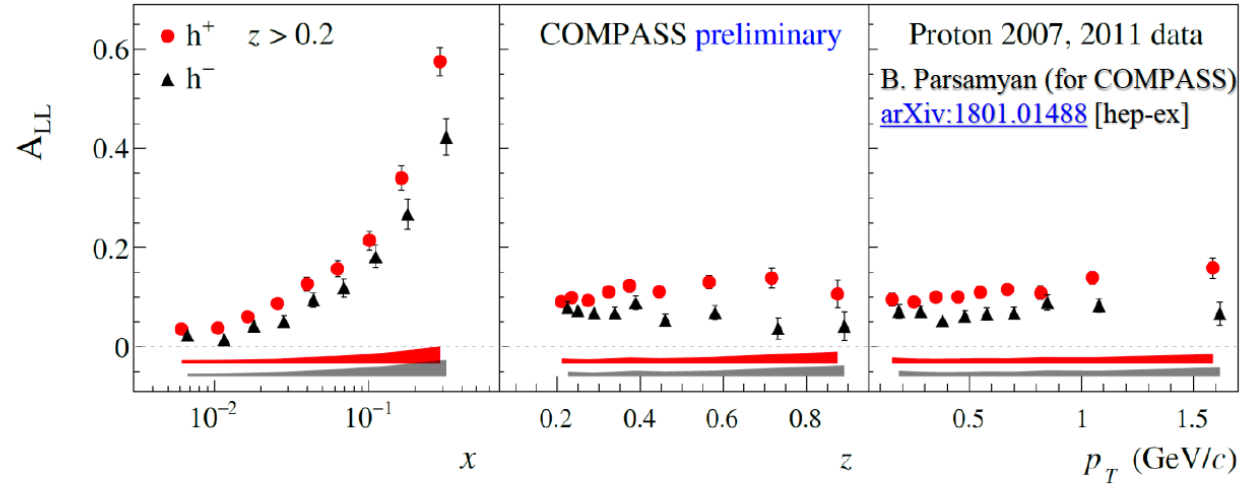 h⁺ z > 0.2
h⁻
COMPASS preliminary
Proton 2007, 2011 data
B. Parsamyan (for COMPASS)
arXiv:1801.01488 [hep-ex]
A_LL
0.6
0.4
0.2
0
10⁻² 10⁻¹
0.2 0.4 0.6 0.8
0.5 1 1.5
x
z
p_T (GeV/c)